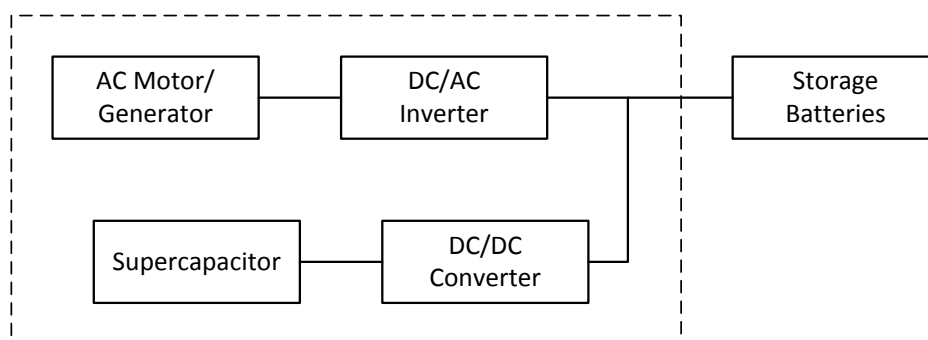 AC Motor/
Generator
DC/AC
Inverter
Storage
Batteries
Supercapacitor
DC/DC
Converter